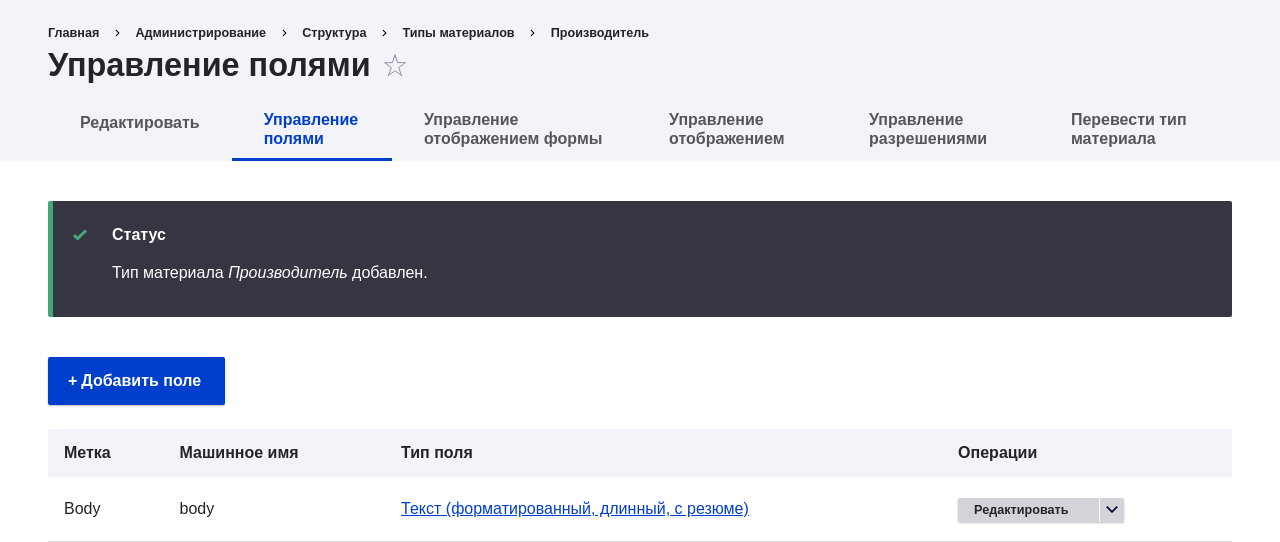 Главная › Администрирование › Структура › Типы материалов › Производитель
Управление полями
Редактировать
Управление
полями
Управление
отображением формы
Управление
отображением
Управление
разрешениями
Перевести тип
материала
Статус
Тип материала Производитель добавлен.
+ Добавить поле
Метка Машинное имя Тип поля Операции
Body body Текст (форматированный, длинный, с резюме) Редактировать